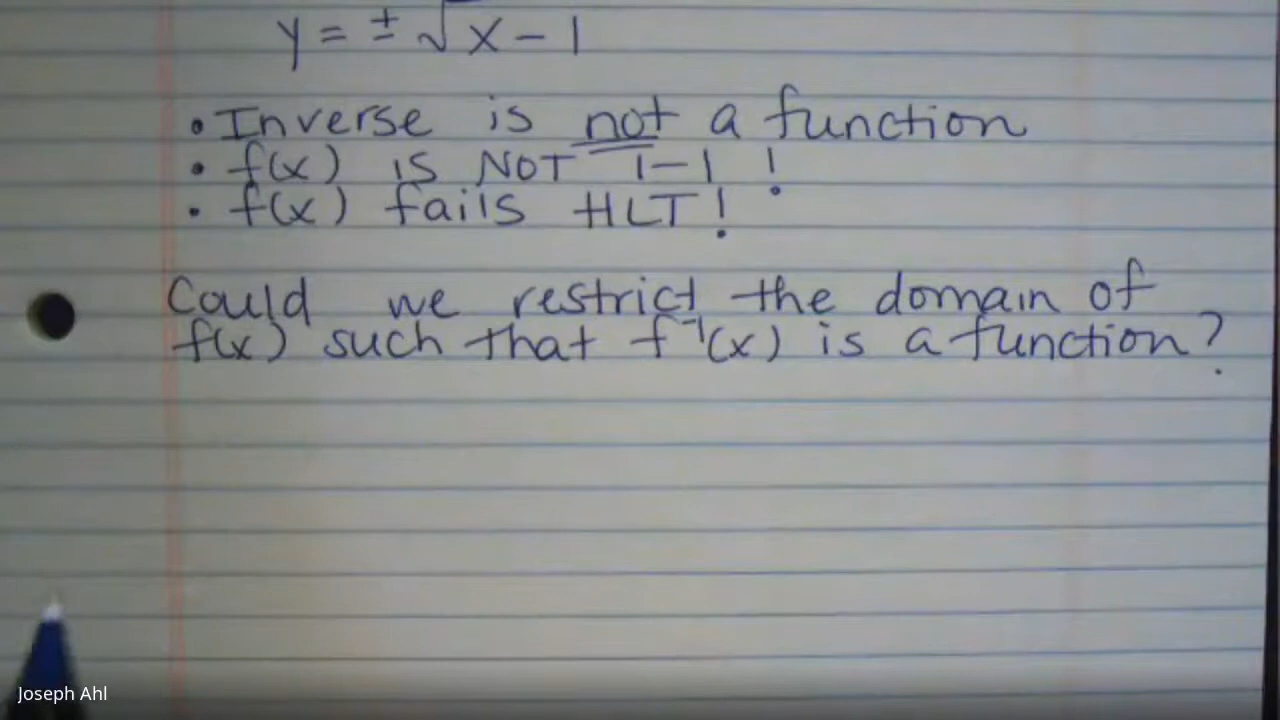 y = ± √x - 1
• Inverse is not a function
• f(x) is NOT 1-1 !
• f(x) fails HLT!
Could we restrict the domain of
f(x) such that f⁻¹(x) is a function?
Joseph Ahl